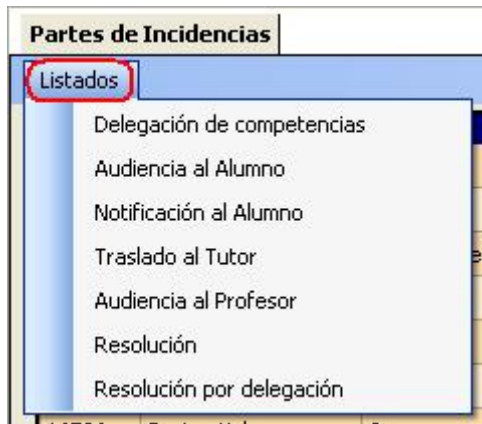 Partes de Incidencias
Listados
Delegación de competencias
Audiencia al Alumno
Notificación al Alumno
Traslado al Tutor
Audiencia al Profesor
Resolución
Resolución por delegación